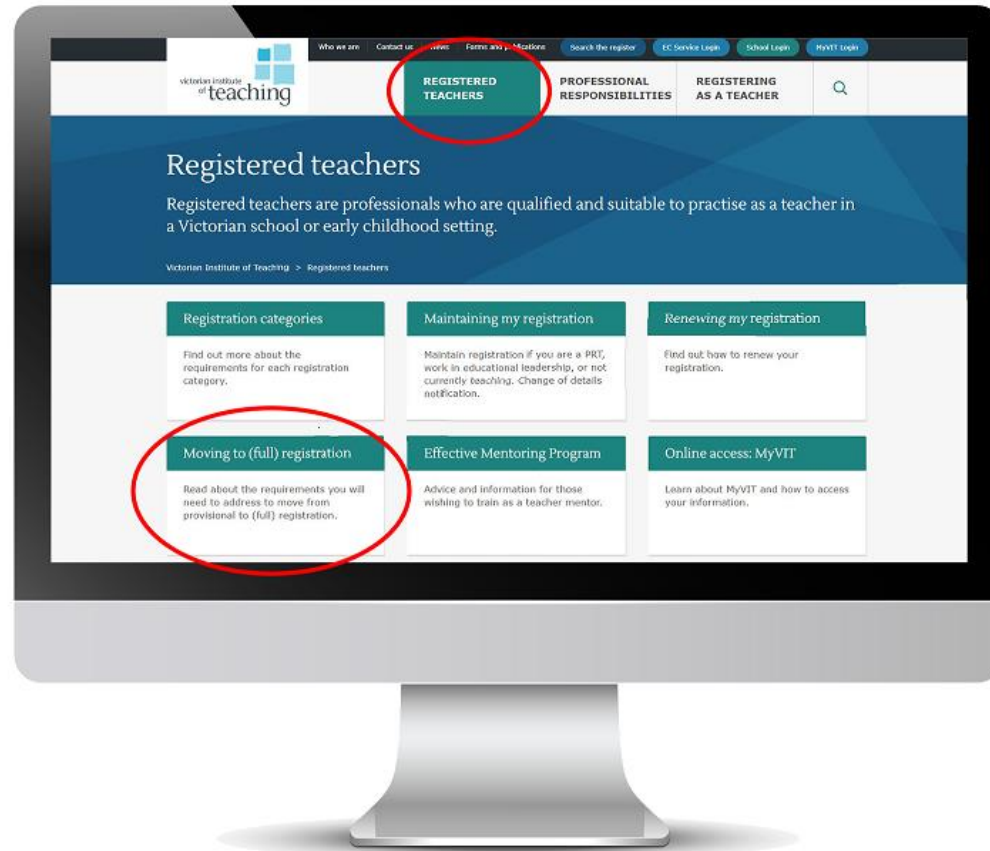 Who we are Contact us News Forms and publications Search the register EC Service Login School Login MyVIT Login
victorian institute
of teaching
REGISTERED
TEACHERS
PROFESSIONAL
RESPONSIBILITIES
REGISTERING
AS A TEACHER
Registered teachers
Registered teachers are professionals who are qualified and suitable to practise as a teacher in
a Victorian school or early childhood setting.
Victorian Institute of Teaching > Registered teachers
Registration categories
Find out more about the
requirements for each registration
category.
Maintaining my registration
Maintain registration if you are a PRT,
work in educational leadership, or not
currently teaching. Change of details
notification.
Renewing my registration
Find out how to renew your
registration.
Moving to (full) registration
Read about the requirements you will
need to address to move from
provisional to (full) registration.
Effective Mentoring Program
Advice and information for those
wishing to train as a teacher mentor.
Online access: MyVIT
Learn about MyVIT and how to access
your information.